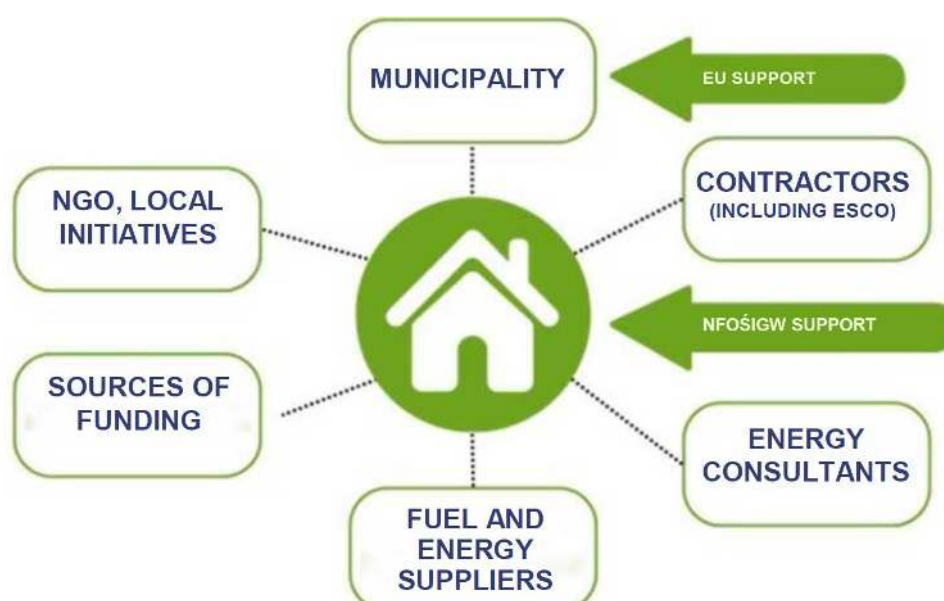 MUNICIPALITY
EU SUPPORT
CONTRACTORS
(INCLUDING ESCO)
NGO, LOCAL
INITIATIVES
NFOŚIGW SUPPORT
SOURCES OF
FUNDING
ENERGY
CONSULTANTS
FUEL AND
ENERGY
SUPPLIERS